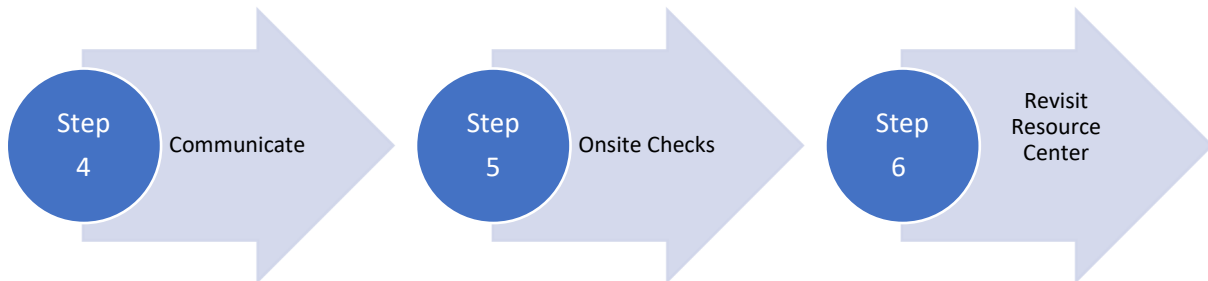 Step
4
Communicate
Step
5
Onsite Checks
Step
6
Revisit
Resource
Center